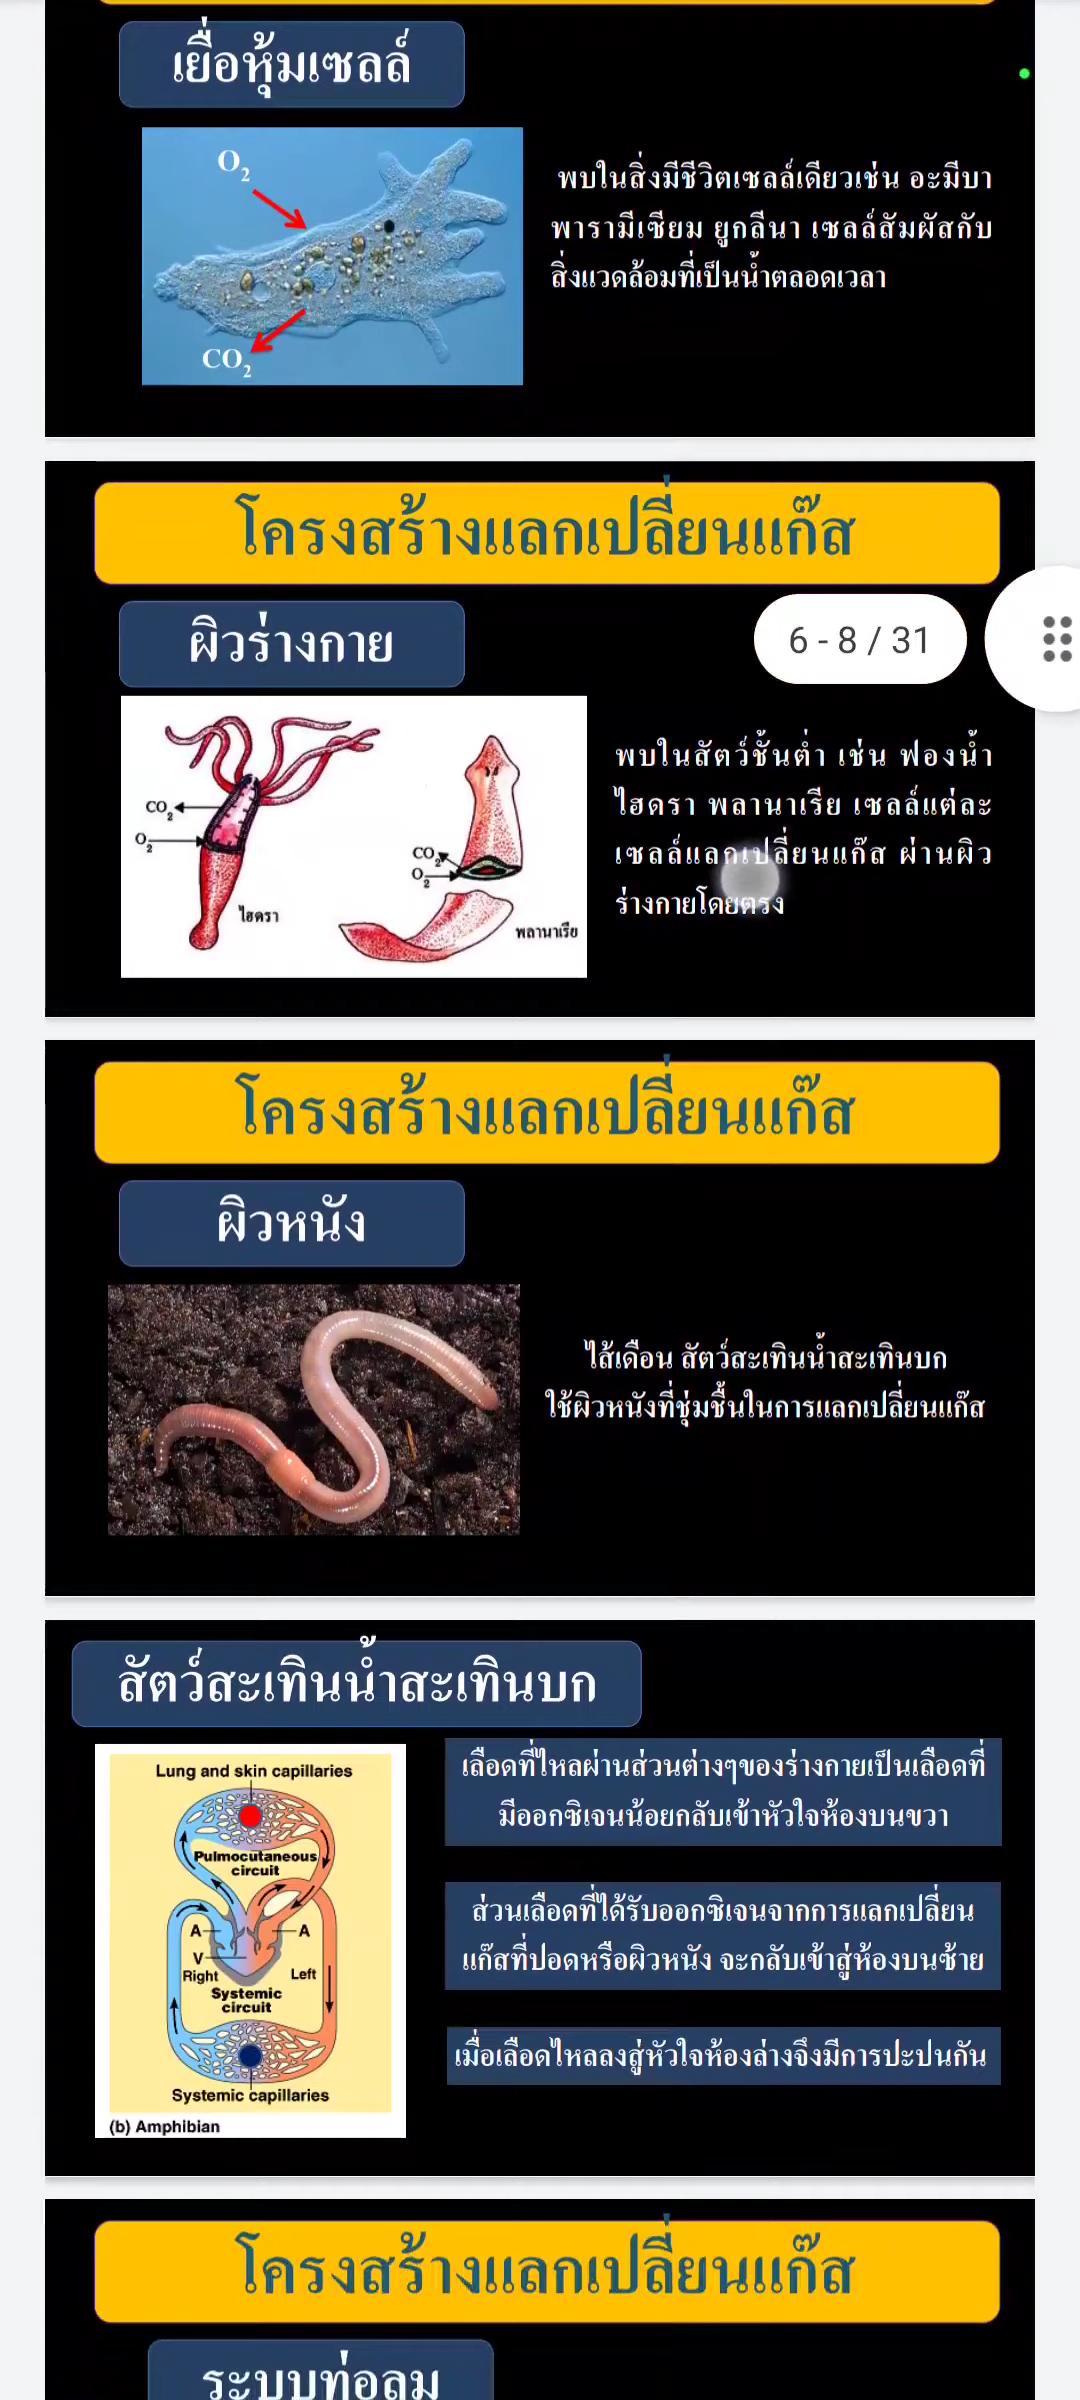 เยื่อหุ้มเซลล์
O2
CO2
พบในสิ่งมีชีวิตเซลล์เดียวเช่น อะมีบา
พารามีเซียม ยูกลีนา เซลล์สัมผัสกับ
สิ่งแวดล้อมที่เป็นน้ำตลอดเวลา
โครงสร้างแลกเปลี่ยนแก๊ส
ผิวร่างกาย
6 - 8 / 31
CO2
O2
ไฮดรา
CO2
O2
พลานาเรีย
พบในสัตว์ชั้นต่ำ เช่น ฟองน้ำ
ไฮดรา พลานาเรีย เซลล์แต่ละ
เซลล์แลกเปลี่ยนแก๊ส ผ่านผิว
ร่างกายโดยตรง
โครงสร้างแลกเปลี่ยนแก๊ส
ผิวหนัง
ไส้เดือน สัตว์สะเทินน้ำสะเทินบก
ใช้ผิวหนังที่ชุ่มชื้นในการแลกเปลี่ยนแก๊ส
สัตว์สะเทินน้ำสะเทินบก
Lung and skin capillaries
Pulmocutaneous
circuit
A
A
V
Right
Left
Systemic
circuit
Systemic capillaries
(b) Amphibian
เลือดที่ไหลผ่านส่วนต่างๆของร่างกายเป็นเลือดที่
มีออกซิเจนน้อยกลับเข้าหัวใจห้องบนขวา
ส่วนเลือดที่ได้รับออกซิเจนจากการแลกเปลี่ยน
แก๊สที่ปอดหรือผิวหนัง จะกลับเข้าสู่ห้องบนซ้าย
เมื่อเลือดไหลลงสู่หัวใจห้องล่างจึงมีการปะปนกัน
โครงสร้างแลกเปลี่ยนแก๊ส
ระบบท่อลม